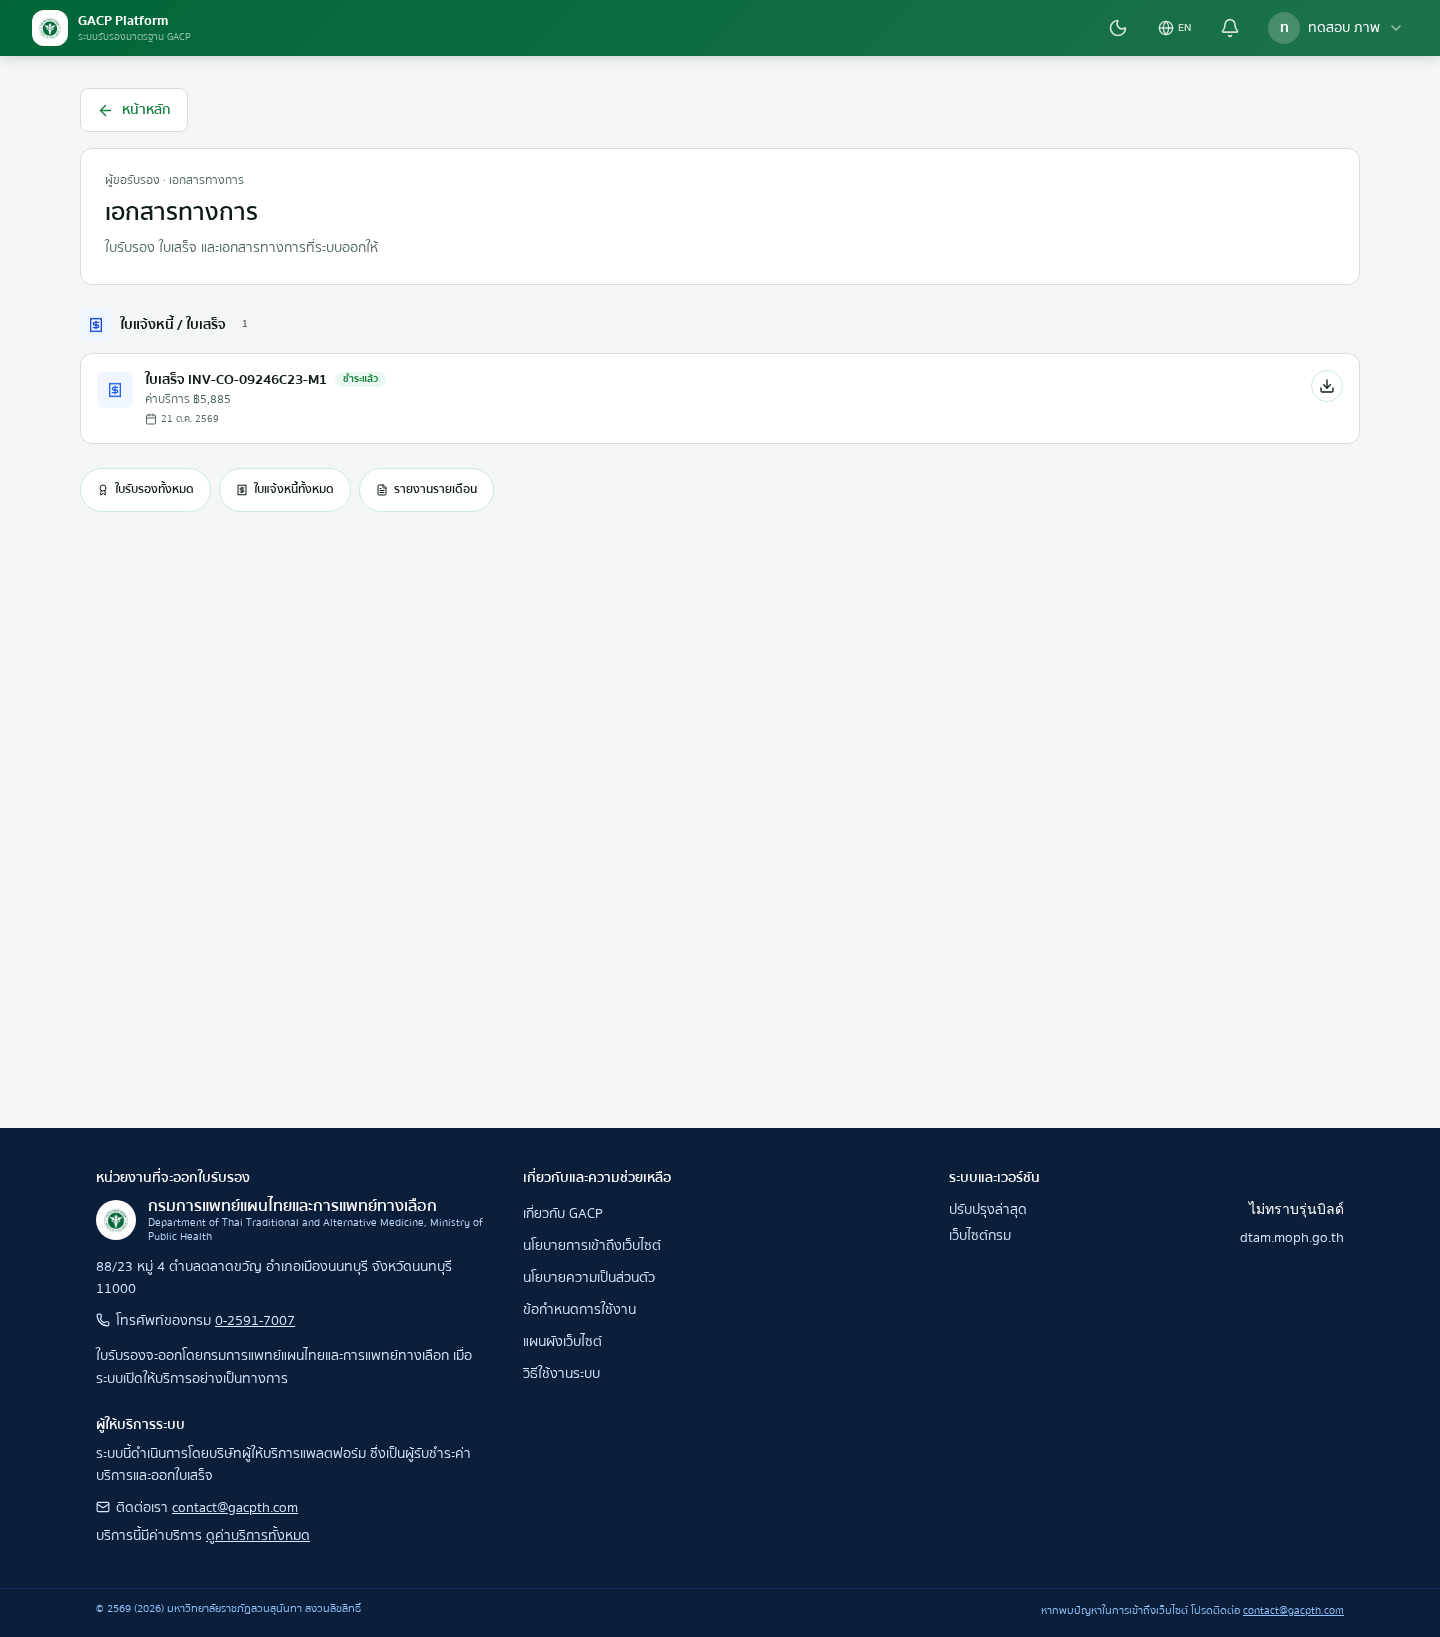 GACP Platform
ระบบรับรองมาตรฐาน GACP
EN
ท
ทดสอบ ภาพ
หน้าหลัก
ผู้ขอรับรอง · เอกสารทางการ
เอกสารทางการ
ใบรับรอง ใบเสร็จ และเอกสารทางการที่ระบบออกให้
ใบแจ้งหนี้ / ใบเสร็จ 1
ใบเสร็จ INV-CO-09246C23-M1 ชำระแล้ว
ค่าบริการ ฿5,885
21 ต.ค. 2569
ใบรับรองทั้งหมด
ใบแจ้งหนี้ทั้งหมด
รายงานรายเดือน
หน่วยงานที่จะออกใบรับรอง
กรมการแพทย์แผนไทยและการแพทย์ทางเลือก
Department of Thai Traditional and Alternative Medicine, Ministry of
Public Health
88/23 หมู่ 4 ตำบลตลาดขวัญ อำเภอเมืองนนทบุรี จังหวัดนนทบุรี
11000
โทรศัพท์ของกรม 0-2591-7007
ใบรับรองจะออกโดยกรมการแพทย์แผนไทยและการแพทย์ทางเลือก เมื่อ
ระบบเปิดให้บริการอย่างเป็นทางการ
ผู้ให้บริการระบบ
ระบบนี้ดำเนินการโดยบริษัทผู้ให้บริการแพลตฟอร์ม ซึ่งเป็นผู้รับชำระค่า
บริการและออกใบเสร็จ
ติดต่อเรา contact@gacpth.com
บริการนี้มีค่าบริการ ดูค่าบริการทั้งหมด
เกี่ยวกับและความช่วยเหลือ
เกี่ยวกับ GACP
นโยบายการเข้าถึงเว็บไซต์
นโยบายความเป็นส่วนตัว
ข้อกำหนดการใช้งาน
แผนผังเว็บไซต์
วิธีใช้งานระบบ
ระบบและเวอร์ชัน
ปรับปรุงล่าสุด ไม่ทราบรุ่นบิลด์
เว็บไซต์กรม dtam.moph.go.th
© 2569 (2026) มหาวิทยาลัยราชภัฏสวนสุนันทา สงวนลิขสิทธิ์
หากพบปัญหาในการเข้าถึงเว็บไซต์ โปรดติดต่อ contact@gacpth.com